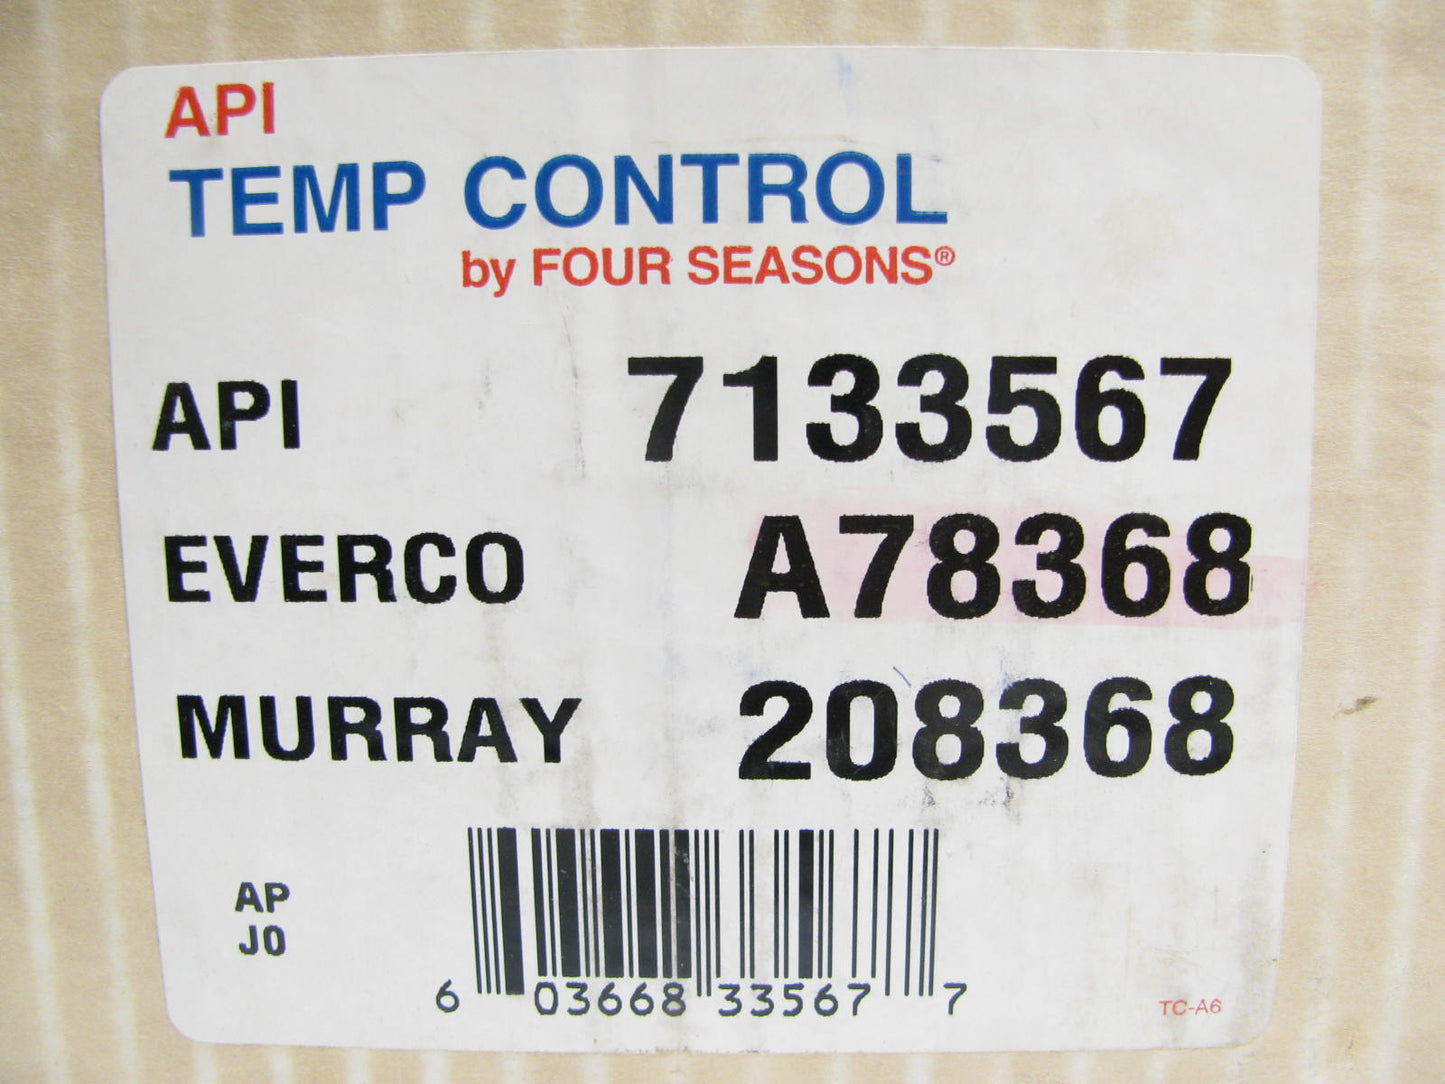 API
TEMP CONTROL
by FOUR SEASONS®
API 7133567
EVERCO A78368
MURRAY 208368
AP
J0
6 03668 33567 7
TC-A6